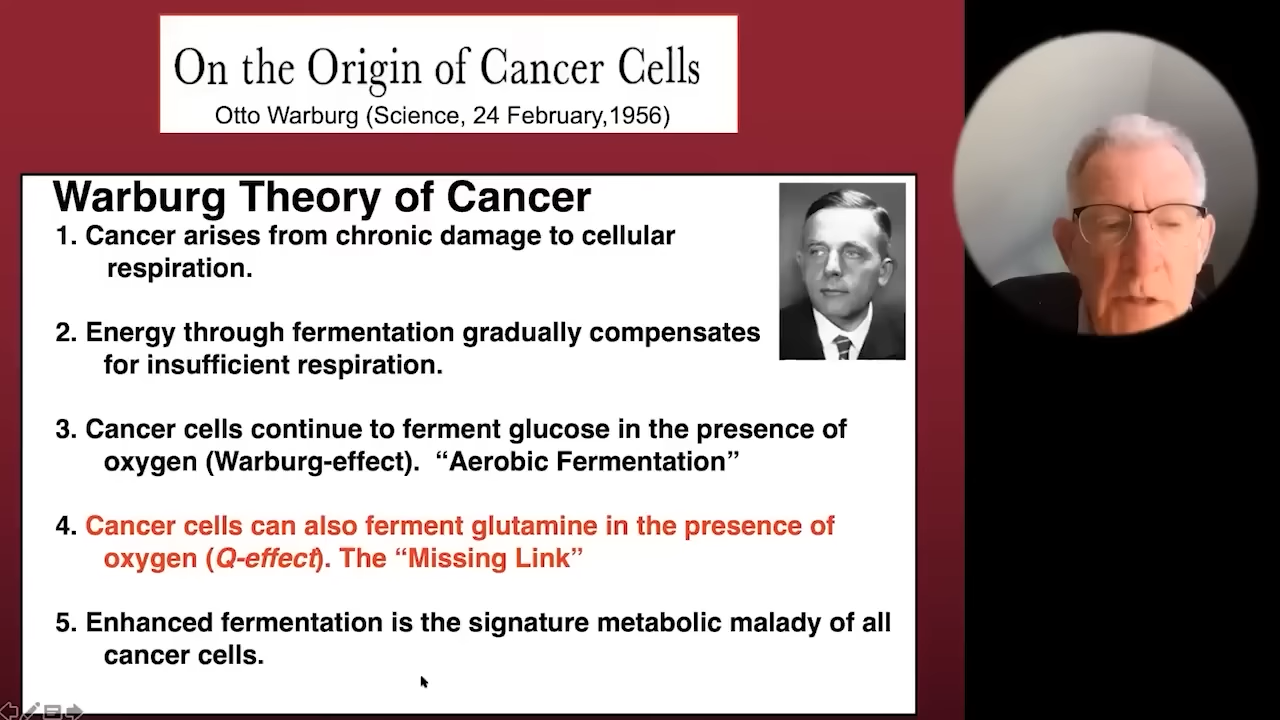 On the Origin of Cancer Cells
Otto Warburg (Science, 24 February,1956)
Warburg Theory of Cancer
1. Cancer arises from chronic damage to cellular
respiration.
2. Energy through fermentation gradually compensates
for insufficient respiration.
3. Cancer cells continue to ferment glucose in the presence of
oxygen (Warburg-effect).  “Aerobic Fermentation”
4. Cancer cells can also ferment glutamine in the presence of
oxygen (Q-effect). The “Missing Link”
5. Enhanced fermentation is the signature metabolic malady of all
cancer cells.